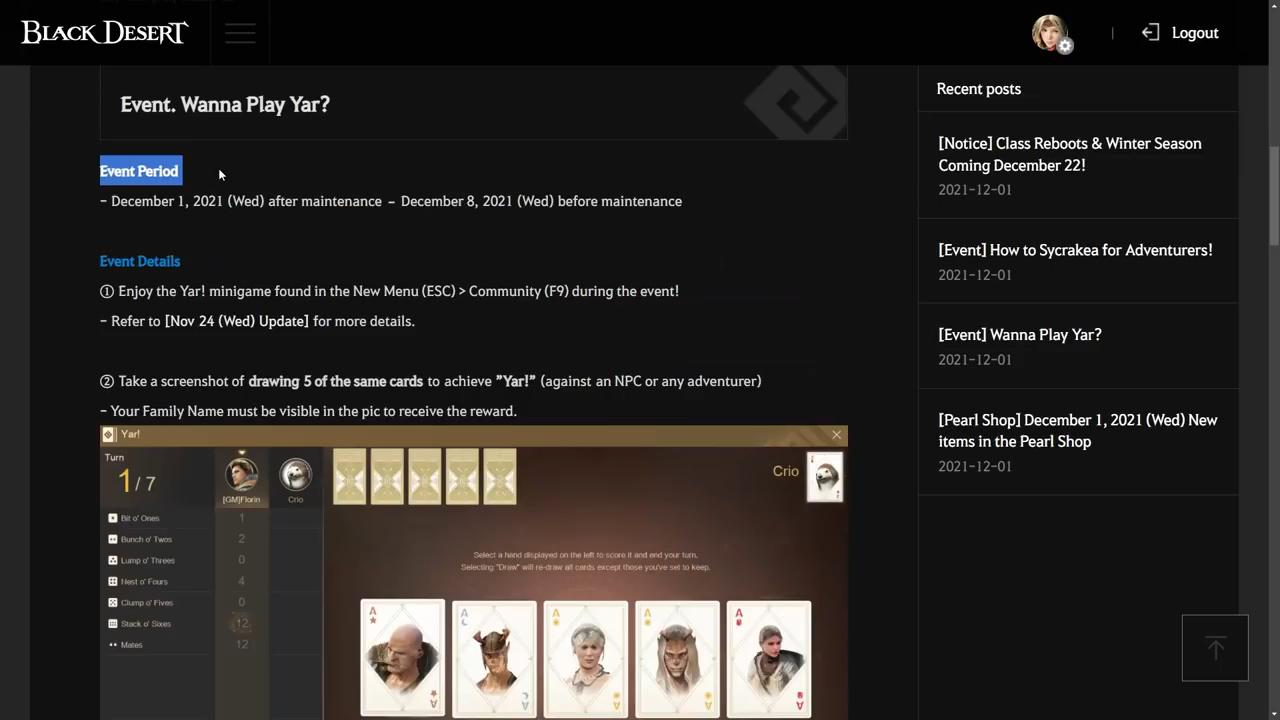 BLACK DESERT
Logout
Event. Wanna Play Yar?
Event Period
- December 1, 2021 (Wed) after maintenance - December 8, 2021 (Wed) before maintenance
Event Details
① Enjoy the Yar! minigame found in the New Menu (ESC) > Community (F9) during the event!
- Refer to [Nov 24 (Wed) Update] for more details.
② Take a screenshot of drawing 5 of the same cards to achieve "Yar!" (against an NPC or any adventurer)
- Your Family Name must be visible in the pic to receive the reward.
Yar!
Turn
1 / 7
[GM]Florin
Crio
Bit o' Ones 1
Bunch o' Twos 2
Lump o' Threes 0
Nest o' Fours 4
Clump o' Fives 0
Stack o' Sixes 12
Mates 12
Crio
Select a hand displayed on the left to score it and end your turn.
Selecting "Draw" will re-draw all cards except those you've set to keep.
A A A A A
A A A A A
Recent posts
[Notice] Class Reboots & Winter Season
Coming December 22!
2021-12-01
[Event] How to Sycrakea for Adventurers!
2021-12-01
[Event] Wanna Play Yar?
2021-12-01
[Pearl Shop] December 1, 2021 (Wed) New
items in the Pearl Shop
2021-12-01